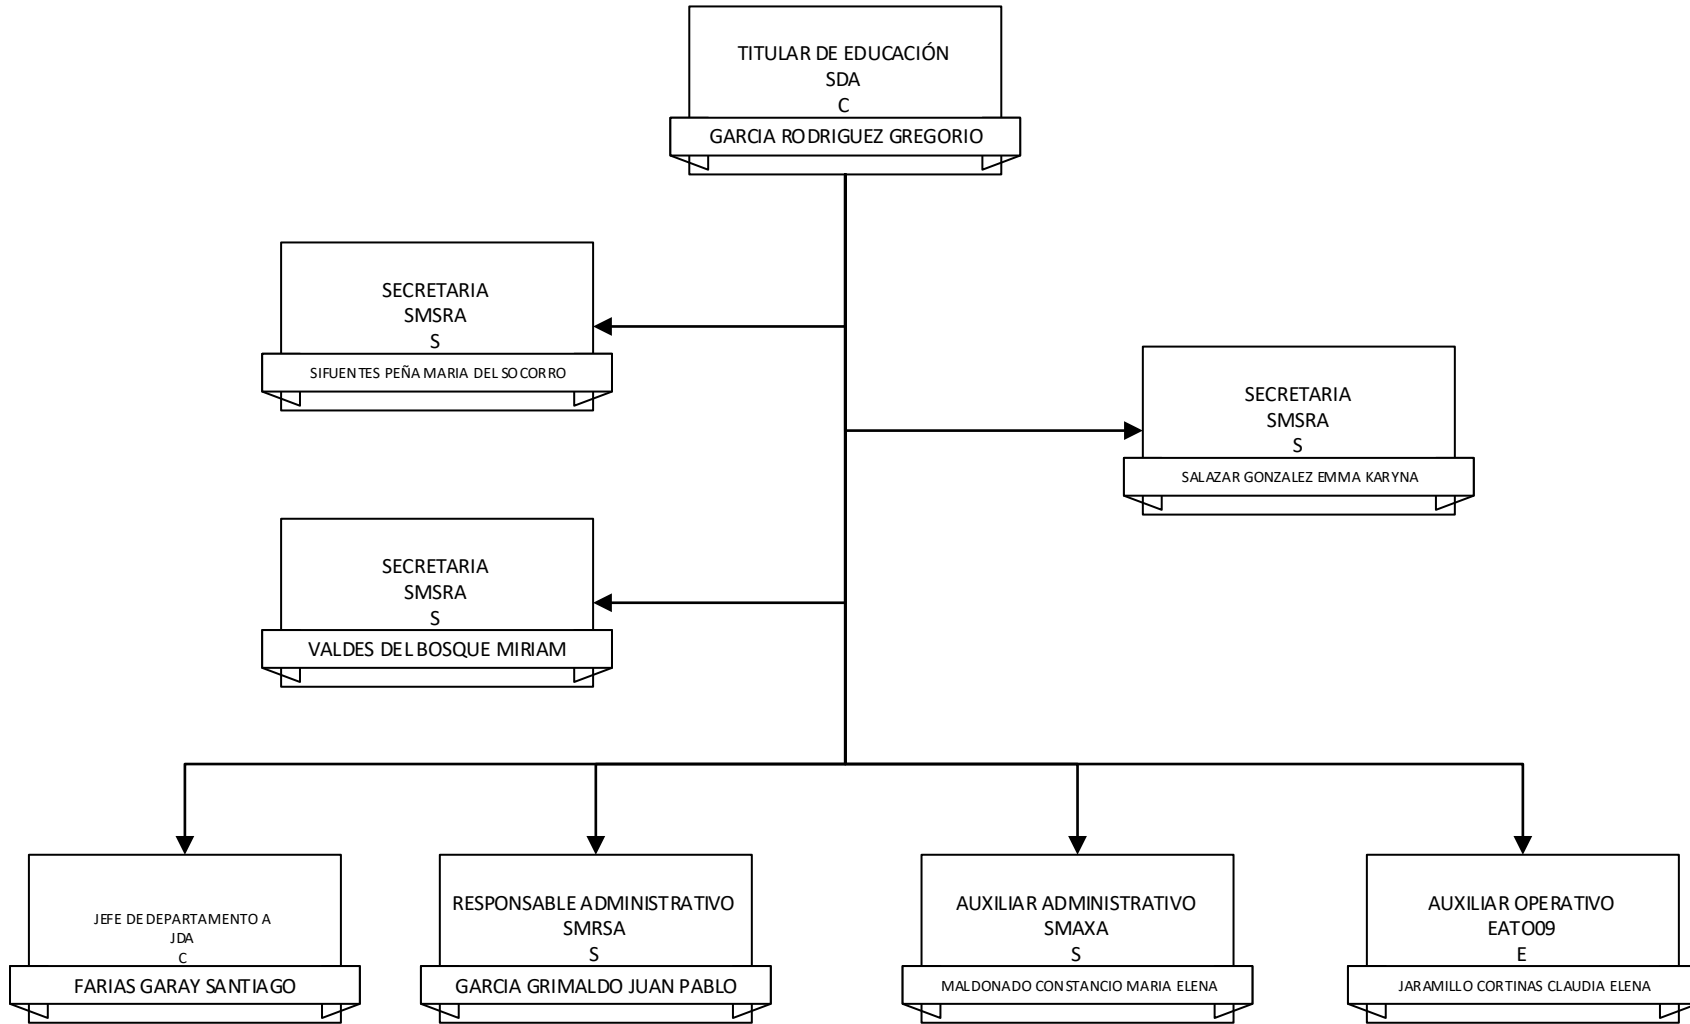 TITULAR DE EDUCACIÓN
SDA
C
GARCIA RODRIGUEZ GREGORIO
SECRETARIA
SMSRA
S
SIFUENTES PEÑA MARIA DEL SOCORRO
SECRETARIA
SMSRA
S
SALAZAR GONZALEZ EMMA KARYNA
SECRETARIA
SMSRA
S
VALDES DEL BOSQUE MIRIAM
JEFE DE DEPARTAMENTO A
JDA
C
FARIAS GARAY SANTIAGO
RESPONSABLE ADMINISTRATIVO
SMRSA
S
GARCIA GRIMALDO JUAN PABLO
AUXILIAR ADMINISTRATIVO
SMAXA
S
MALDONADO CONSTANCIO MARIA ELENA
AUXILIAR OPERATIVO
EATO09
E
JARAMILLO CORTINAS CLAUDIA ELENA